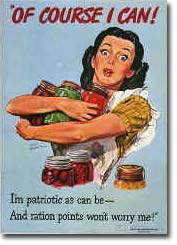 "OF COURSE I CAN!
I'm patriotic as can be—
And ration points won't worry me!"